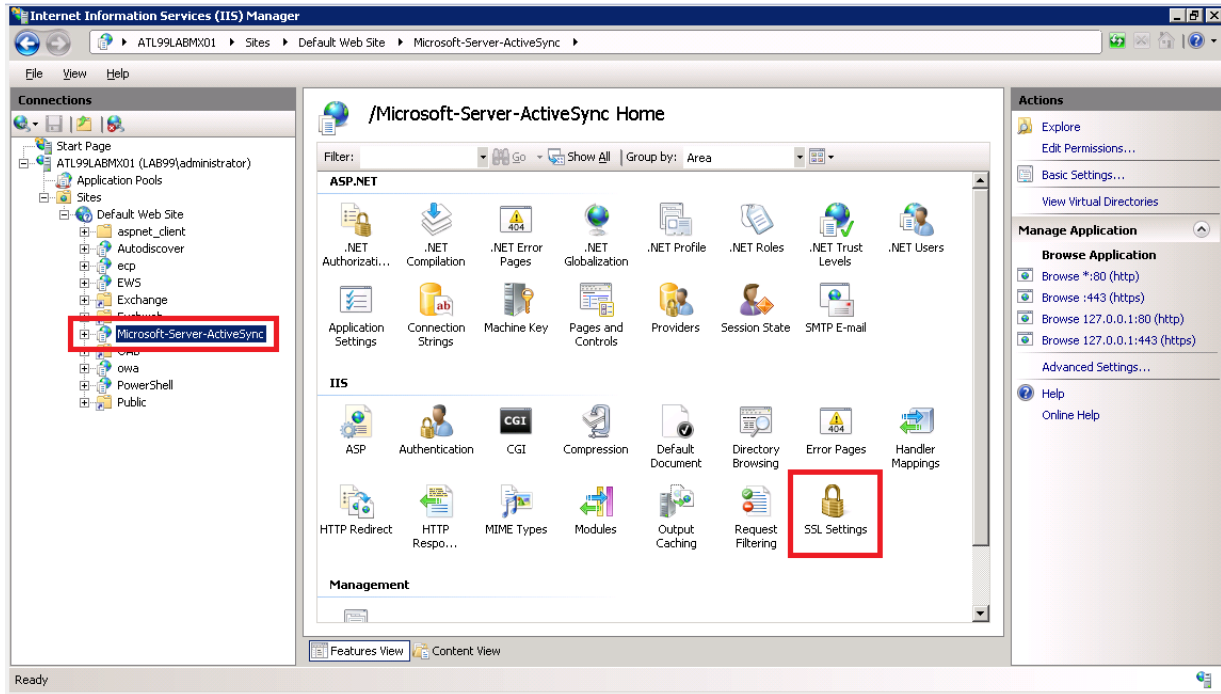 Internet Information Services (IIS) Manager
ATL99LABMX01 Sites Default Web Site Microsoft-Server-ActiveSync
File View Help
Connections
Start Page
ATL99LABMX01 (LAB99\administrator)
Application Pools
Sites
Default Web Site
aspnet_client
Autodiscover
ecp
EWS
Exchange
Microsoft-Server-ActiveSync
OAB
owa
PowerShell
Public
/Microsoft-Server-ActiveSync Home
Filter: Go Show All Group by: Area
ASP.NET
.NET Authorizati...
.NET Compilation
.NET Error Pages
.NET Globalization
.NET Profile
.NET Roles
.NET Trust Levels
.NET Users
Application Settings
Connection Strings
Machine Key
Pages and Controls
Providers
Session State
SMTP E-mail
IIS
ASP
Authentication
CGI
Compression
Default Document
Directory Browsing
Error Pages
Handler Mappings
HTTP Redirect
HTTP Respo...
MIME Types
Modules
Output Caching
Request Filtering
SSL Settings
Management
Features View Content View
Actions
Explore
Edit Permissions...
Basic Settings...
View Virtual Directories
Manage Application
Browse Application
Browse *:80 (http)
Browse :443 (https)
Browse 127.0.0.1:80 (http)
Browse 127.0.0.1:443 (https)
Advanced Settings...
Help
Online Help
Ready